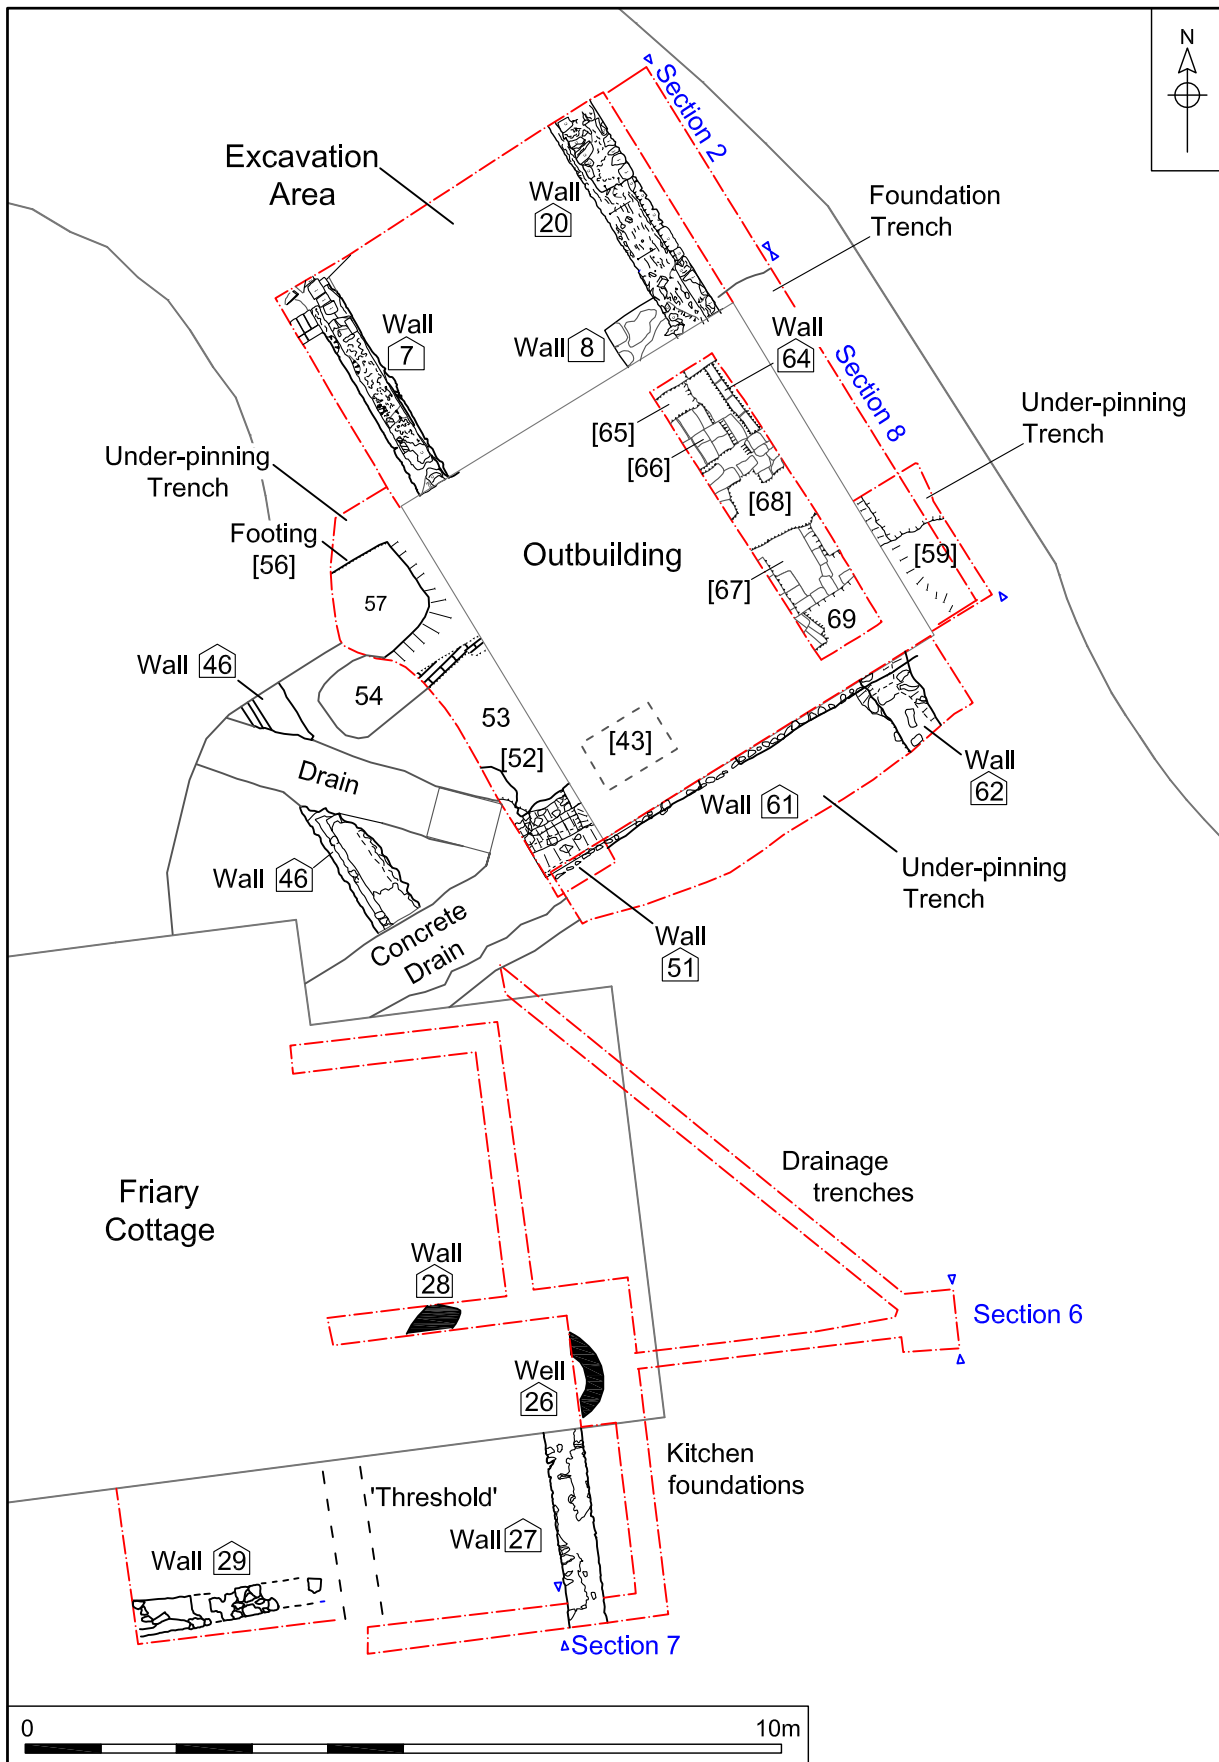 N
Section 2
Excavation
Area
Wall
20
Foundation
Trench
Wall
7
Wall 8
Wall
64
Section 8
[65]
[66]
Under-pinning
Trench
Under-pinning
Trench
[68]
Footing
[56]
Outbuilding
[59]
[67]
57
69
Wall 46
54
53
[43]
[52]
Drain
Wall
62
Wall 61
Wall 46
Under-pinning
Trench
Concrete
Drain
Wall
51
Drainage
trenches
Friary
Cottage
Wall
28
Section 6
Well
26
Kitchen
foundations
'Threshold'
Wall 27
Wall 29
Section 7
0 10m